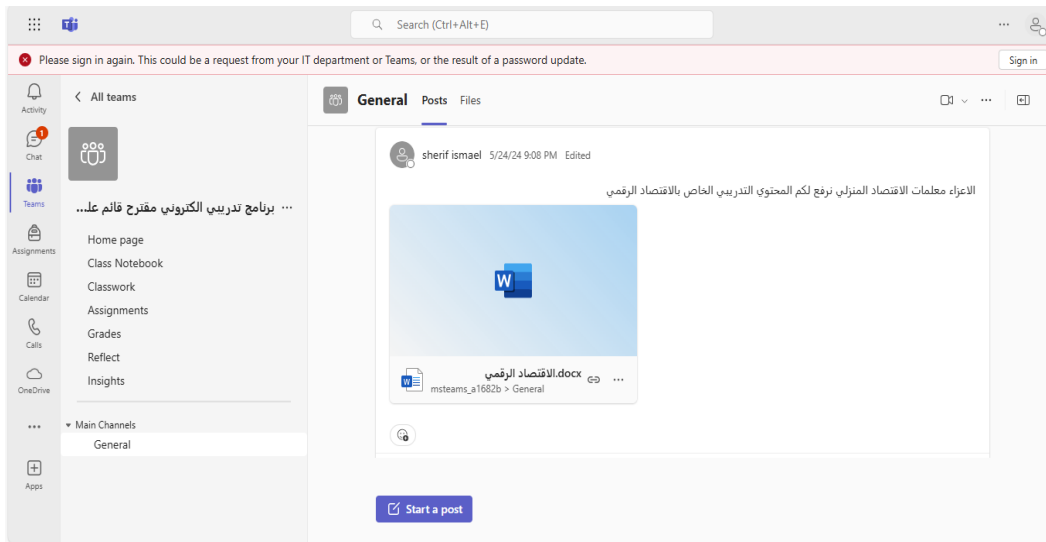 Search (Ctrl+Alt+E)
Please sign in again. This could be a request from your IT department or Teams, or the result of a password update.
Sign in
Activity
1
Chat
Teams
Assignments
Calendar
Calls
OneDrive
Apps
All teams
برنامج تدريبي الكتروني مقترح قائم عل...
Home page
Class Notebook
Classwork
Assignments
Grades
Reflect
Insights
Main Channels
General
General Posts Files
sherif ismael 5/24/24 9:08 PM Edited
الاعزاء معلمات الاقتصاد المنزلي نرفع لكم المحتوي التدريبي الخاص بالاقتصاد الرقمي
W
W
الاقتصاد الرقمي.docx
msteams_a1682b > General
Start a post